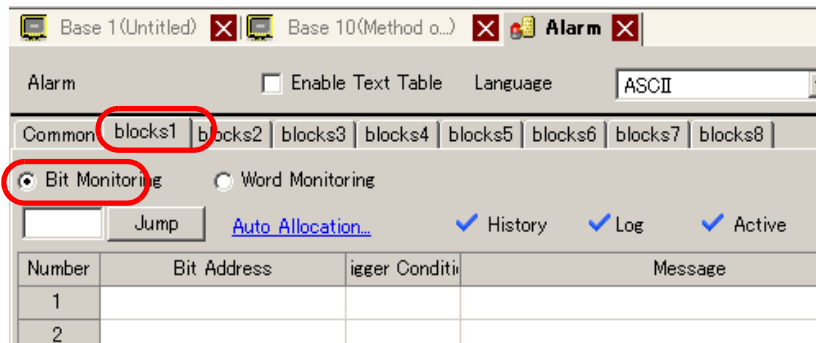 Base 1(Untitled) Base 10(Method o...) Alarm
Alarm Enable Text Table Language ASCII
Common blocks1 blocks2 blocks3 blocks4 blocks5 blocks6 blocks7 blocks8
Bit Monitoring Word Monitoring
Jump Auto Allocation... History Log Active
Number Bit Address igger Conditi Message
1
2